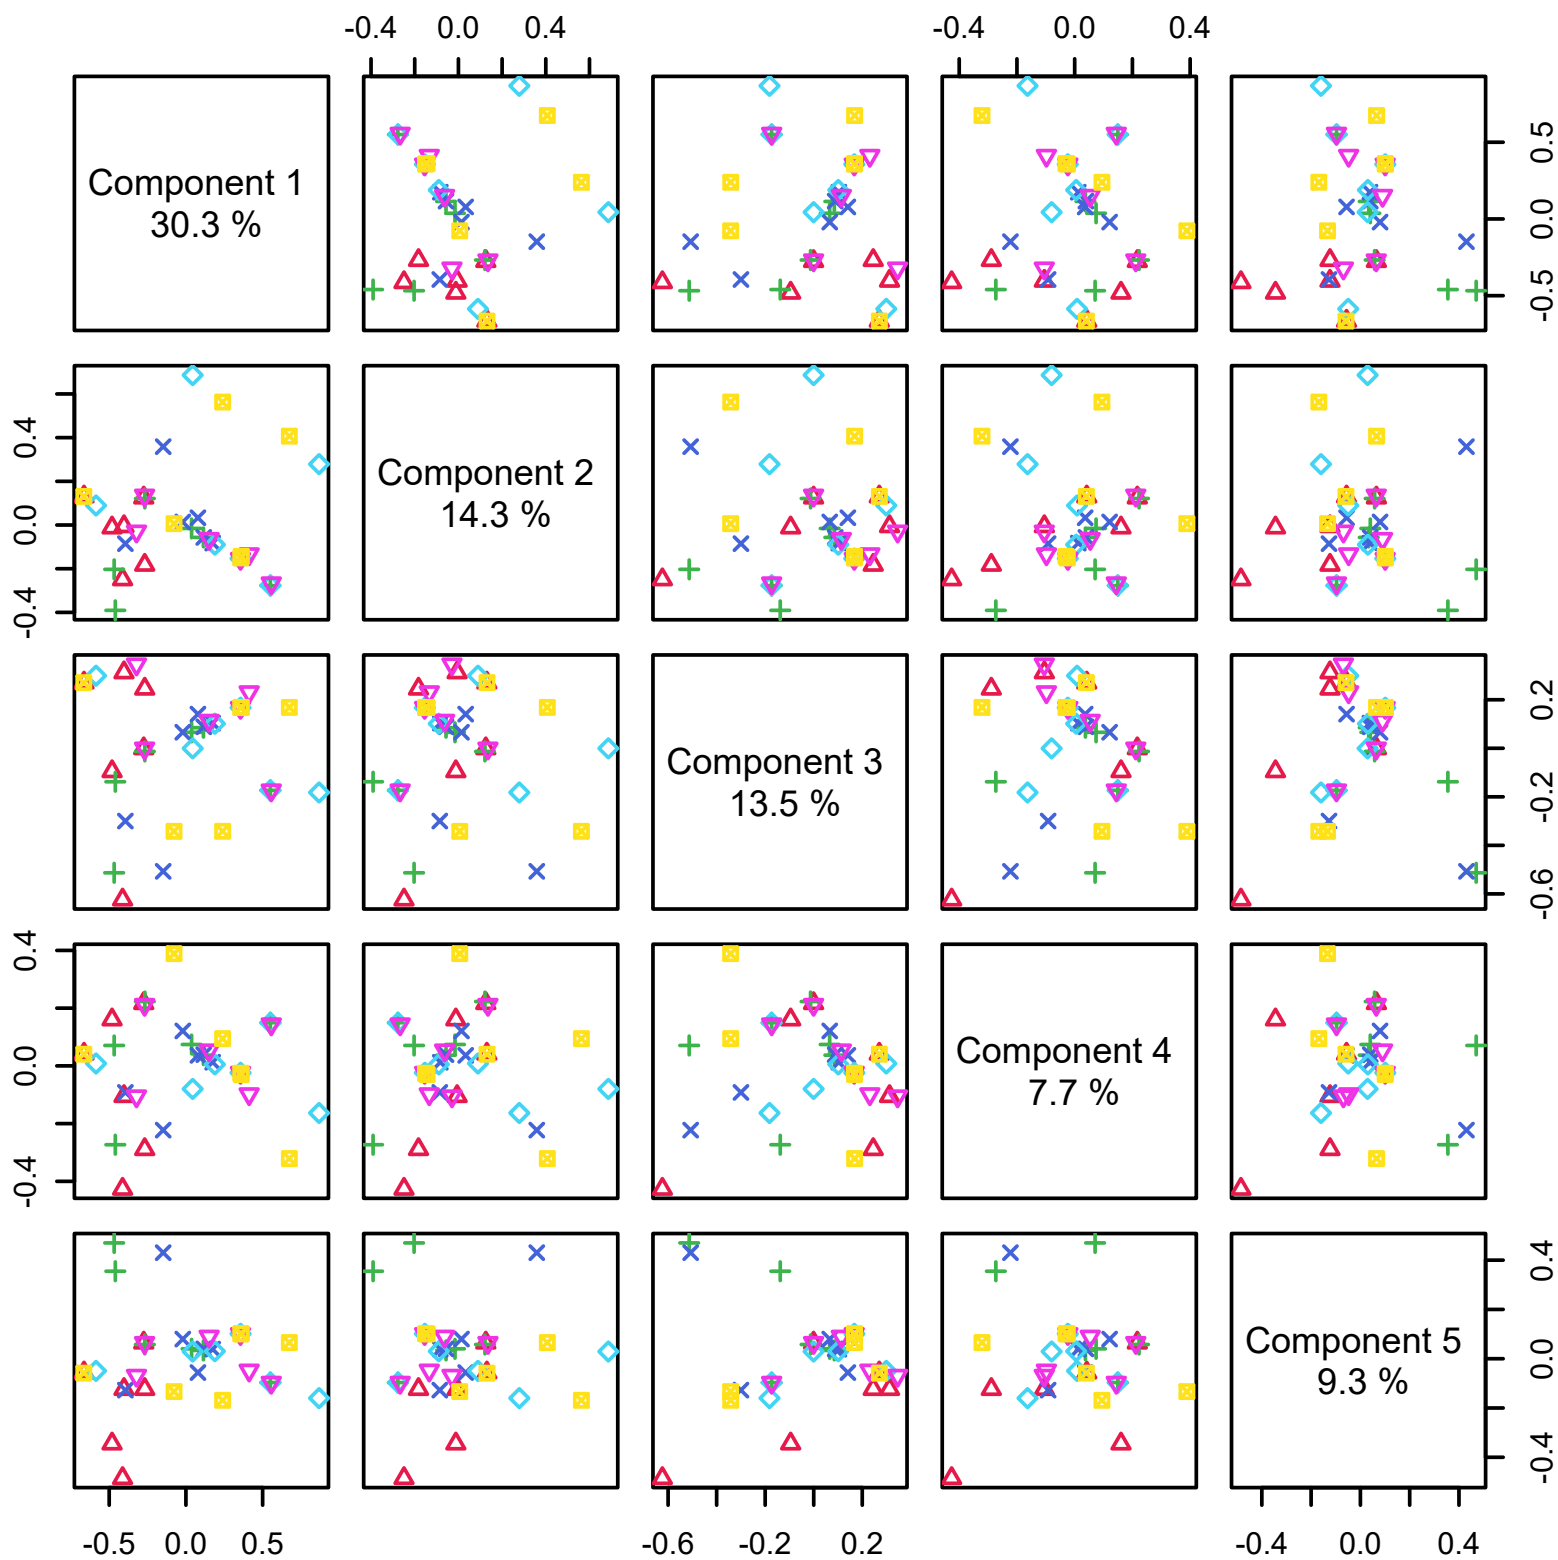 -0.4 0.0 0.4 -0.4 0.0 0.4
Component 1
30.3 %
-0.5 0.0 0.5
Component 2
14.3 %
-0.4 0.0 0.4
Component 3
13.5 %
-0.6 -0.2 0.2
Component 4
7.7 %
-0.4 0.0 0.4
Component 5
9.3 %
-0.4 0.0 0.4
-0.5 0.0 0.5 -0.6 -0.2 0.2 -0.4 0.0 0.4